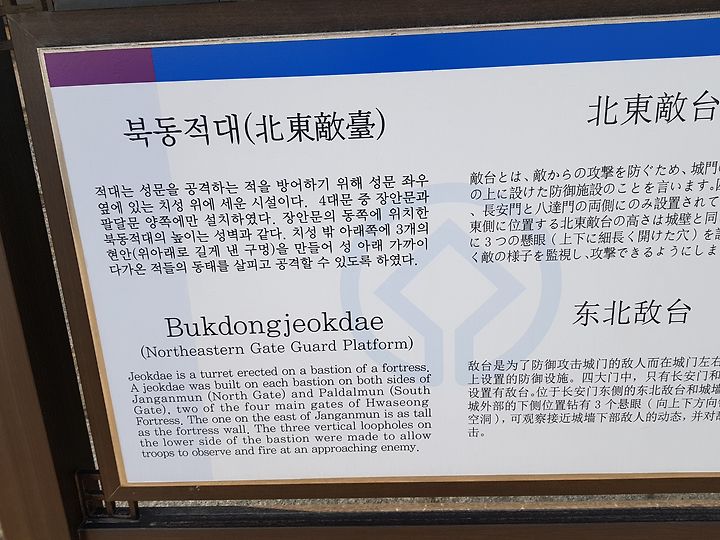 북동적대(北東敵臺)
적대는 성문을 공격하는 적을 방어하기 위해 성문 좌우
옆에 있는 치성 위에 세운 시설이다. 4대문 중 장안문과
팔달문 양쪽에만 설치하였다. 장안문의 동쪽에 위치한
북동적대의 높이는 성벽과 같다. 치성 밖 아래쪽에 3개의
현안(위아래로 길게 낸 구멍)을 만들어 성 아래 가까이
다가온 적들의 동태를 살피고 공격할 수 있도록 하였다.
Bukdongjeokdae
(Northeastern Gate Guard Platform)
Jeokdae is a turret erected on a bastion of a fortress.
A jeokdae was built on each bastion on both sides of
Janganmun (North Gate) and Paldalmun (South
Gate), two of the four main gates of Hwaseong
Fortress. The one on the east of Janganmun is as tall
as the fortress wall. The three vertical loopholes on
the lower side of the bastion were made to allow
troops to observe and fire at an approaching enemy.
北東敵台
敵台とは、敵からの攻撃を防ぐため、城門
の上に設けた防御施設のことを言います。
、長安門と八達門の両側にのみ設置されて
東側に位置する北東敵台の高さは城壁と同
に3つの懸眼（上下に細長く開けた穴）を
く敵の様子を監視し、攻撃できるようにしま
东北敌台
敌台是为了防御攻击城门的敌人而在城门左右
上设置的防御设施。四大门中，只有长安门和
设置有敌台。位于长安门东侧的东北敌台和城墙
城外部的下侧位置钻有3个悬眼（向上下方向
空洞），可观察接近城墙下部敌人的动态，并对
击。